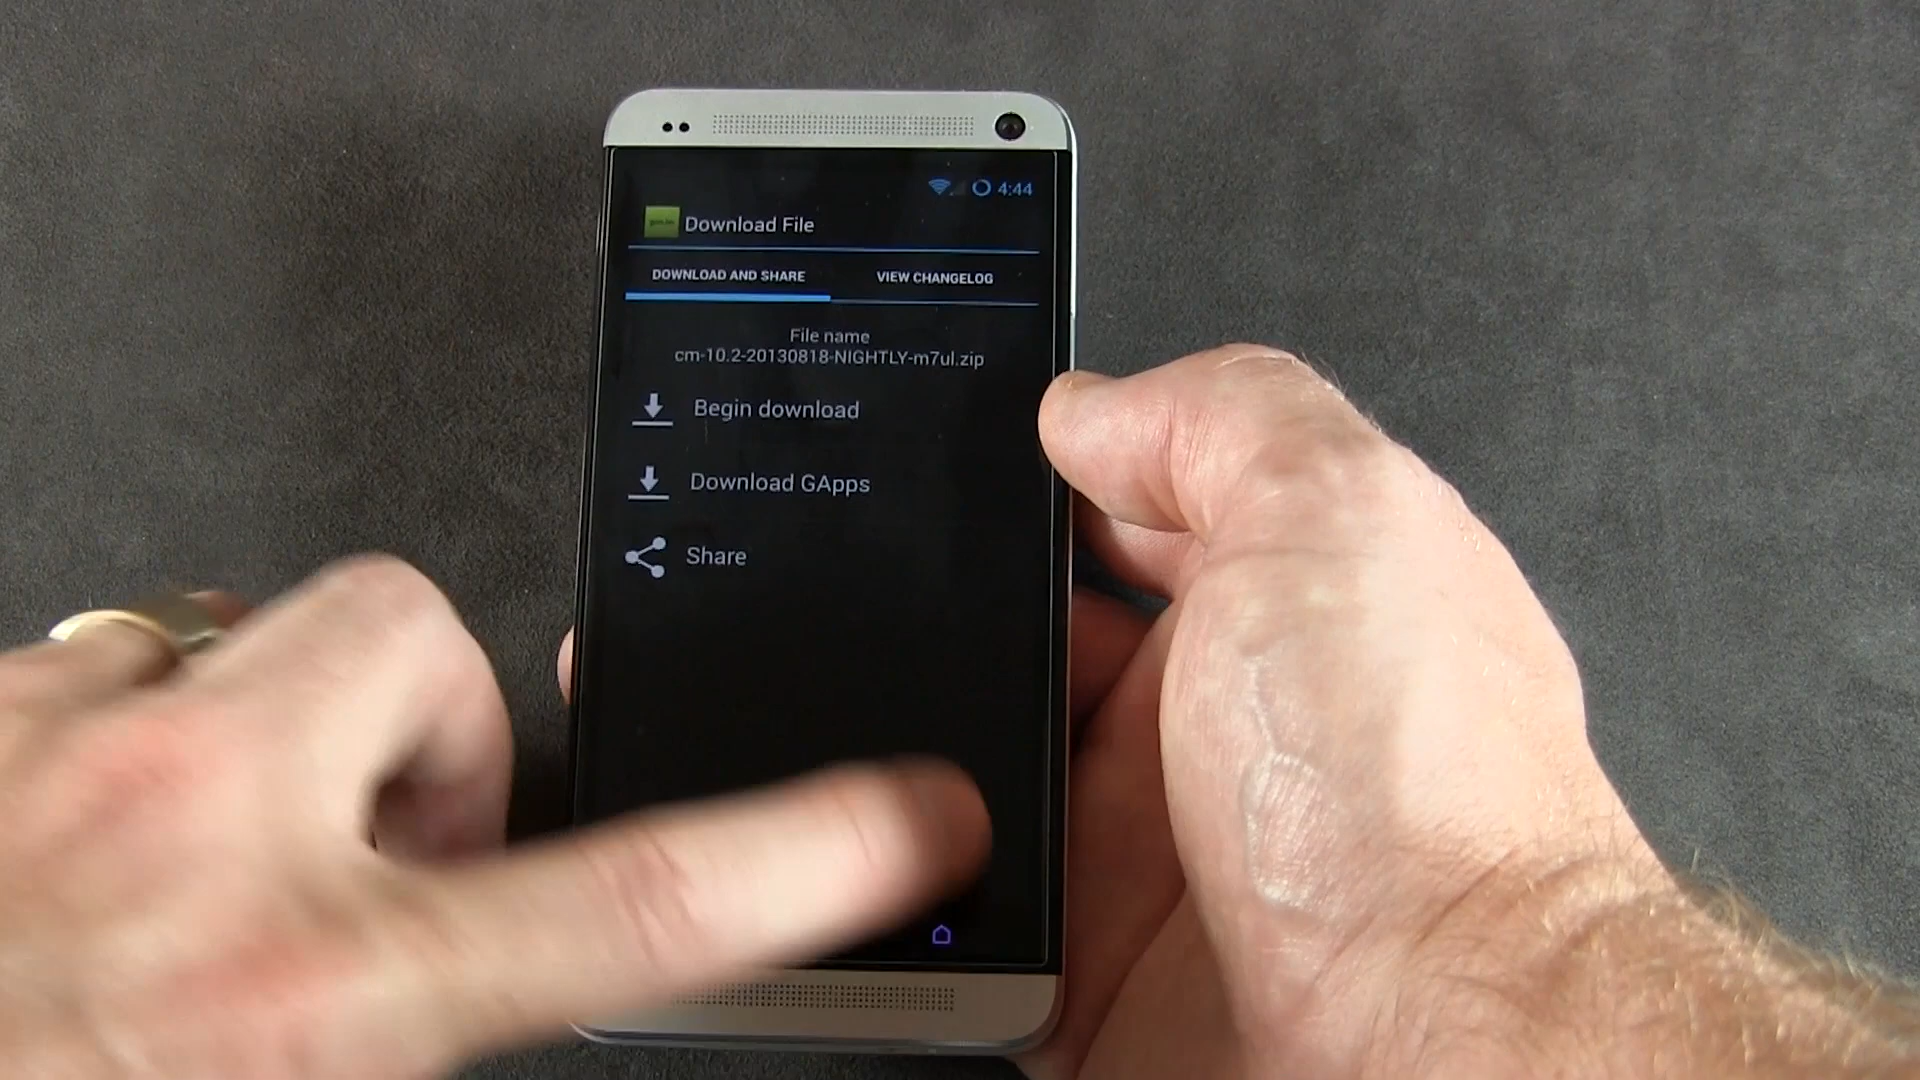 4:44
Download File
DOWNLOAD AND SHARE
VIEW CHANGELOG
File name
cm-10.2-20130818-NIGHTLY-m7ul.zip
Begin download
Download GApps
Share